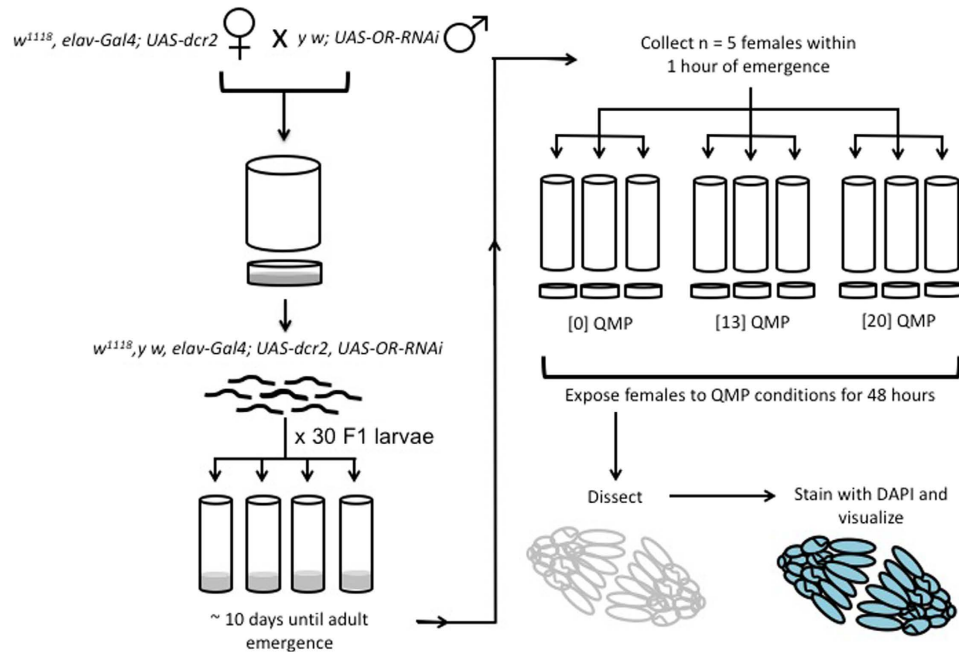 w¹¹¹⁸, elav-Gal4; UAS-dcr2 X y w; UAS-OR-RNAi
w¹¹¹⁸,y w, elav-Gal4; UAS-dcr2, UAS-OR-RNAi
x 30 F1 larvae
~ 10 days until adult
emergence
Collect n = 5 females within
1 hour of emergence
[0] QMP [13] QMP [20] QMP
Expose females to QMP conditions for 48 hours
Dissect
Stain with DAPI and
visualize